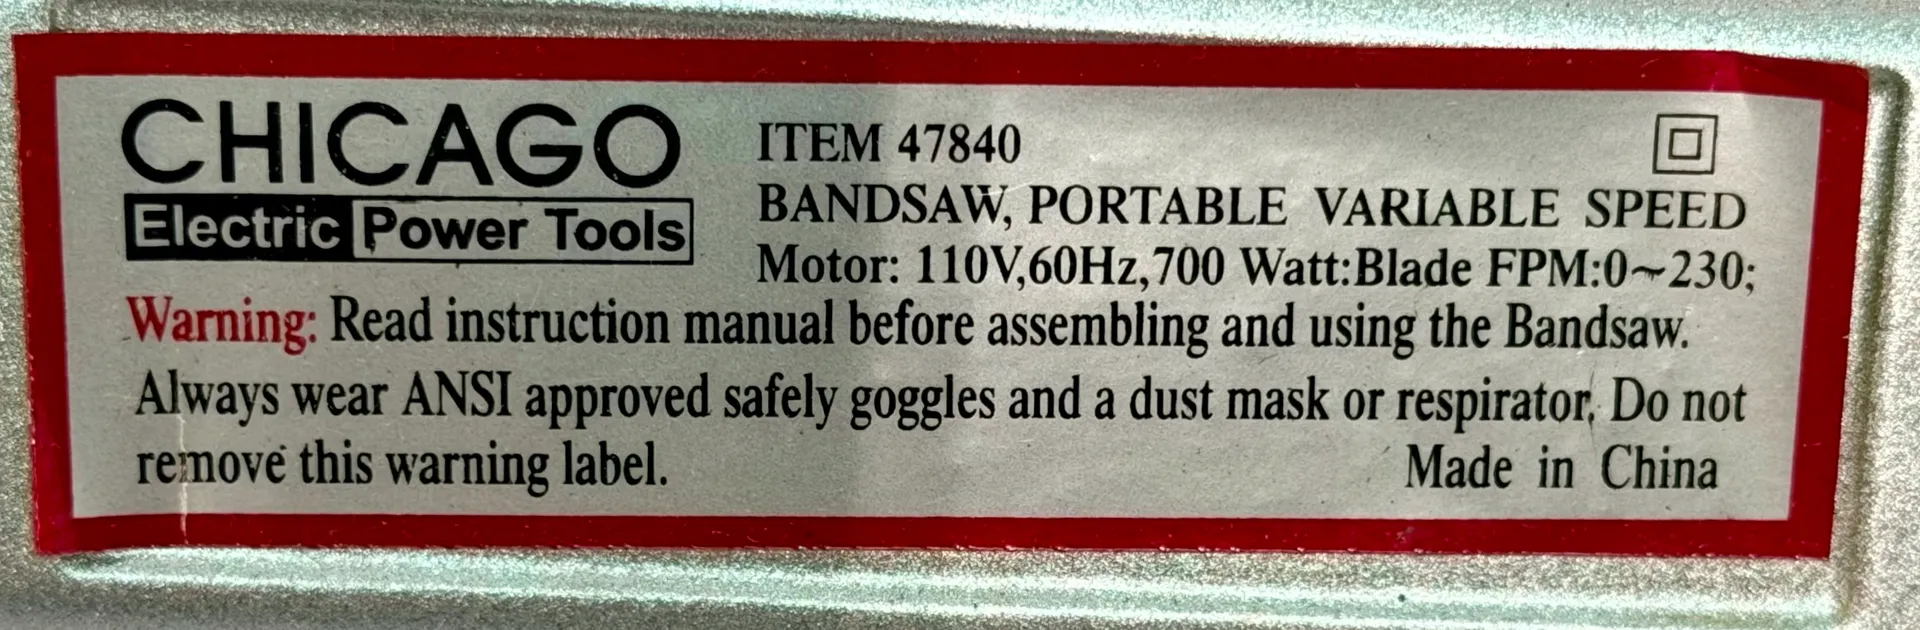 CHICAGO
Electric Power Tools
ITEM 47840
BANDSAW, PORTABLE VARIABLE SPEED
Motor: 110V,60Hz,700 Watt:Blade FPM:0~230;
Warning: Read instruction manual before assembling and using the Bandsaw.
Always wear ANSI approved safely goggles and a dust mask or respirator, Do not
remove this warning label.
Made in China